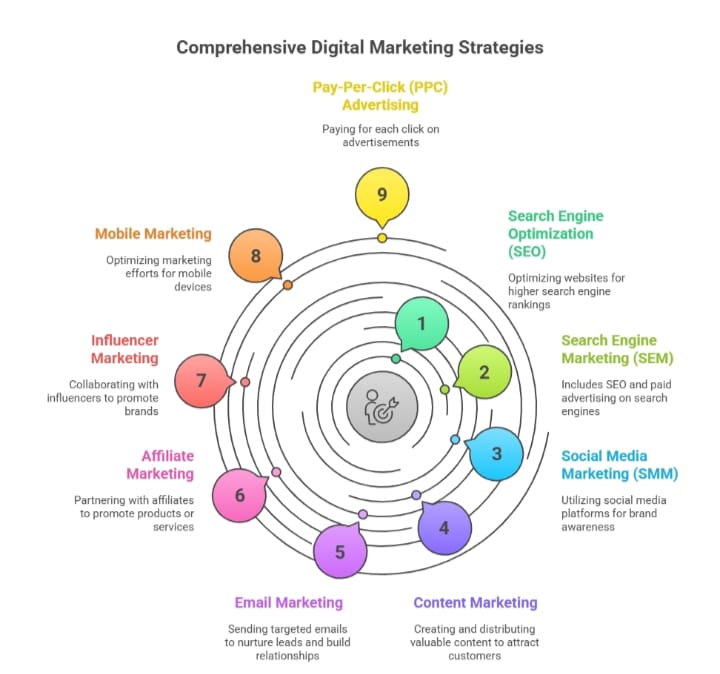 Comprehensive Digital Marketing Strategies
Pay-Per-Click (PPC)
Advertising
Paying for each click on
advertisements
9
Search Engine
Optimization
(SEO)
Optimizing websites for
higher search engine
rankings
1
Search Engine
Marketing (SEM)
Includes SEO and paid
advertising on search
engines
2
Social Media
Marketing (SMM)
Utilizing social media
platforms for brand
awareness
3
Content Marketing
Creating and distributing
valuable content to attract
customers
4
Email Marketing
Sending targeted emails
to nurture leads and build
relationships
5
Affiliate
Marketing
Partnering with affiliates
to promote products or
services
6
Influencer
Marketing
Collaborating with
influencers to promote
brands
7
Mobile Marketing
Optimizing marketing
efforts for mobile
devices
8